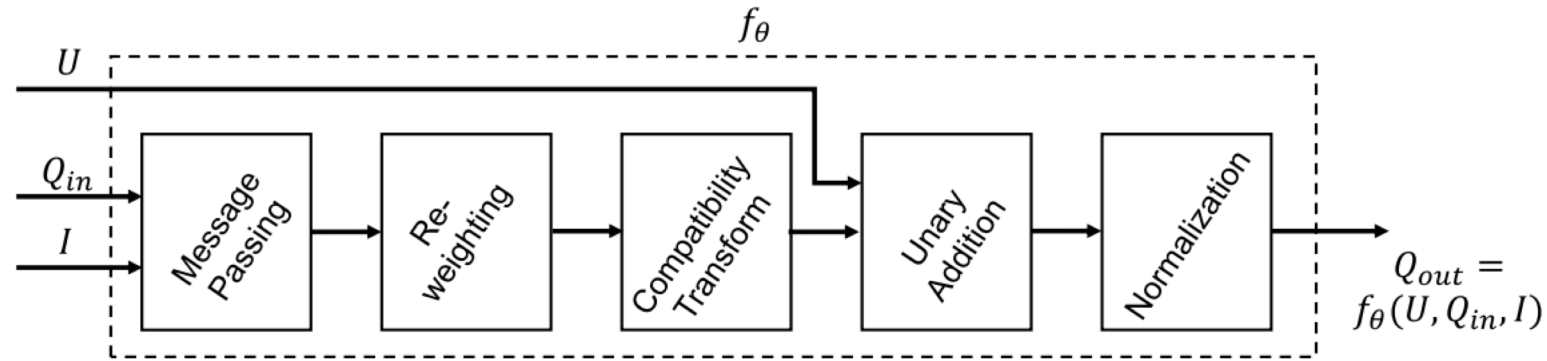 f_θ
U
Q_in
I
Message
Passing
Re-
weighting
Compatibility
Transform
Unary
Addition
Normalization
Q_out =
f_θ(U, Q_in, I)